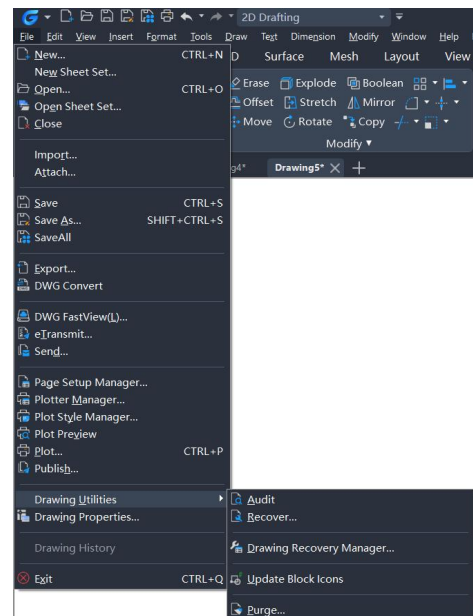 2D Drafting
File Edit View Insert Format Tools Draw Text Dimension Modify Window Help
New... CTRL+N
New Sheet Set...
Open... CTRL+O
Open Sheet Set...
Close
Import...
Attach...
Save CTRL+S
Save As... SHIFT+CTRL+S
SaveAll
Export...
DWG Convert
DWG FastView(L)...
eTransmit...
Send...
Page Setup Manager...
Plotter Manager...
Plot Style Manager...
Plot Preview
Plot... CTRL+P
Publish...
Drawing Utilities
Drawing Properties...
Drawing History
Exit CTRL+Q
D Surface Mesh Layout View
Erase Explode Boolean
Offset Stretch Mirror
Move Rotate Copy
Modify
g4* Drawing5*
Audit
Recover...
Drawing Recovery Manager...
Update Block Icons
Purge...